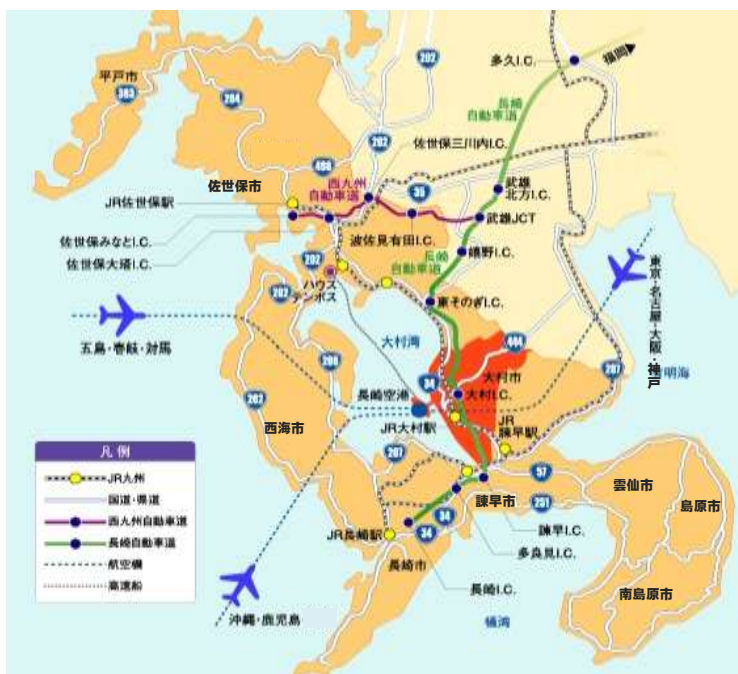 多久I.C.
福岡
平戸市
202
383
204
長崎
自動車道
202
佐世保三川内I.C.
498
西九州
自動車道
佐世保市
35
武雄
北方I.C.
JR佐世保駅
武雄JCT
佐世保みなとI.C.
波佐見有田I.C.
佐世保大塔I.C.
長崎
自動車道
嬉野I.C.
202
ハウス
テンボス
202
東そのぎI.C.
東京・名古屋・大阪・神戸
大村湾
444
五島・壱岐・対馬
206
34
大村市
207
有明海
長崎空港
大村I.C.
202
JR大村駅
JR
諫早駅
西海市
207
凡例
JR九州
国道・県道
西九州自動車道
長崎自動車道
航空機
高速船
57
雲仙市
島原市
251
諫早市
34
34
諫早I.C.
JR長崎駅
多良見I.C.
長崎市
長崎I.C.
南島原市
沖縄・鹿児島
橘湾